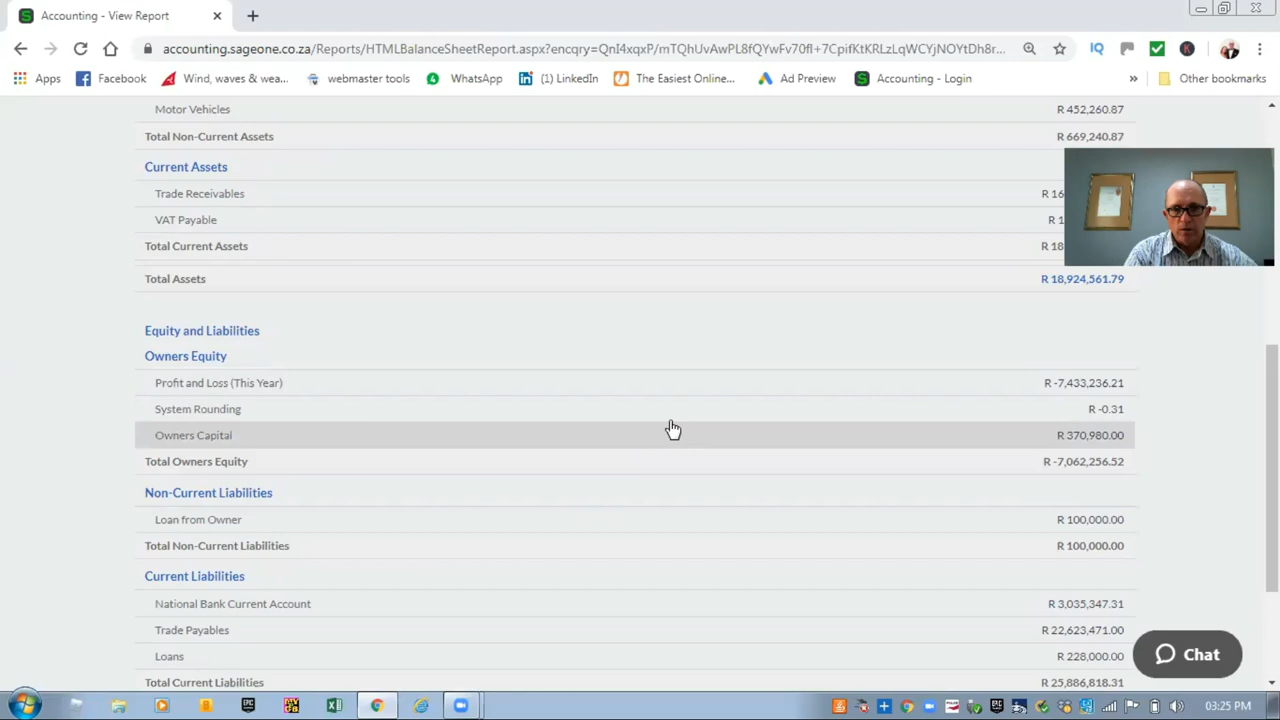 Accounting - View Report
accounting.sageone.co.za/Reports/HTMLBalanceSheetReport.aspx?encqry=QnI4xqxP/mTQhUvAwPL8fQYwFv70fI+7CpifKtKRLzLqWCYjNOYtDh8r...
Apps Facebook Wind, waves & wea... webmaster tools WhatsApp (1) LinkedIn The Easiest Online... Ad Preview Accounting - Login » Other bookmarks
Motor Vehicles R 452,260.87
Total Non-Current Assets R 669,240.87
Current Assets
Trade Receivables R 16
VAT Payable R 1
Total Current Assets R 18
Total Assets R 18,924,561.79
Equity and Liabilities
Owners Equity
Profit and Loss (This Year) R -7,433,236.21
System Rounding R -0.31
Owners Capital R 370,980.00
Total Owners Equity R -7,062,256.52
Non-Current Liabilities
Loan from Owner R 100,000.00
Total Non-Current Liabilities R 100,000.00
Current Liabilities
National Bank Current Account R 3,035,347.31
Trade Payables R 22,623,471.00
Loans R 228,000.00
Total Current Liabilities R 25,886,818.31
Chat
03:25 PM